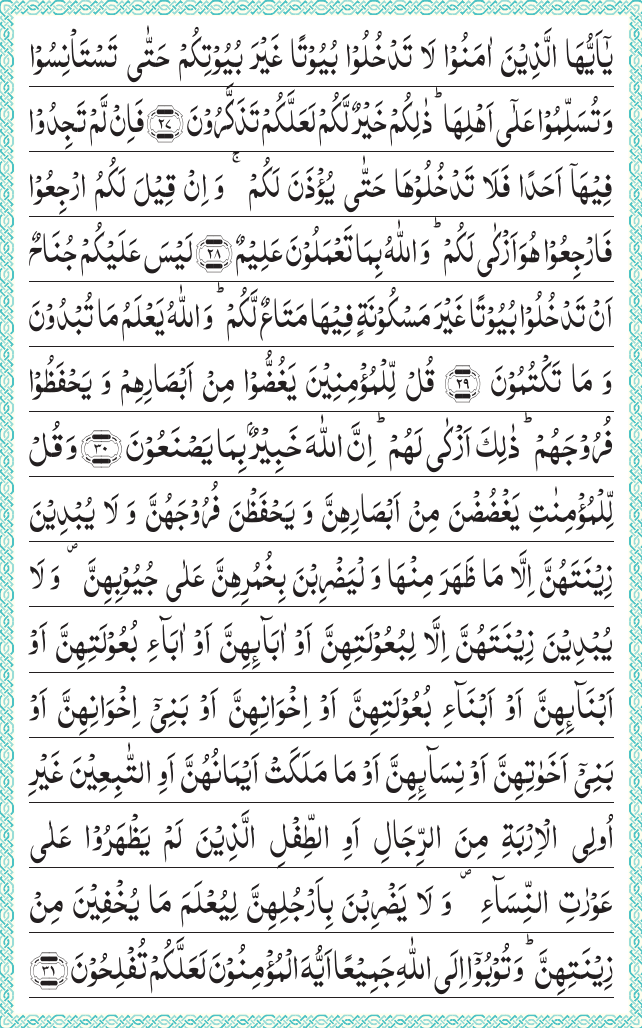 يٰۤاَيُّهَا الَّذِيْنَ اٰمَنُوْا لَا تَدْخُلُوْا بُيُوْتًا غَيْرَ بُيُوْتِكُمْ حَتّٰى تَسْتَاْنِسُوْا
وَتُسَلِّمُوْا عَلٰۤى اَهْلِهَا ؕ ذٰلِكُمْ خَيْرٌ لَّكُمْ لَعَلَّكُمْ تَذَكَّرُوْنَ ﴿۲۷﴾ فَاِنْ لَّمْ تَجِدُوْا
فِيْهَاۤ اَحَدًا فَلَا تَدْخُلُوْهَا حَتّٰى يُؤْذَنَ لَكُمْ ۚ وَ اِنْ قِيْلَ لَكُمُ ارْجِعُوْا
فَارْجِعُوْا هُوَ اَزْكٰى لَكُمْ ؕ وَ اللّٰهُ بِمَا تَعْمَلُوْنَ عَلِيْمٌ ﴿۲۸﴾ لَيْسَ عَلَيْكُمْ جُنَاحٌ
اَنْ تَدْخُلُوْا بُيُوْتًا غَيْرَ مَسْكُوْنَةٍ فِيْهَا مَتَاعٌ لَّكُمْ ؕ وَ اللّٰهُ يَعْلَمُ مَا تُبْدُوْنَ
وَ مَا تَكْتُمُوْنَ ﴿۲۹﴾ قُلْ لِّلْمُؤْمِنِيْنَ يَغُضُّوْا مِنْ اَبْصَارِهِمْ وَ يَحْفَظُوْا
فُرُوْجَهُمْ ؕ ذٰلِكَ اَزْكٰى لَهُمْ ؕ اِنَّ اللّٰهَ خَبِيْرٌۢ بِمَا يَصْنَعُوْنَ ﴿۳۰﴾ وَ قُلْ
لِّلْمُؤْمِنٰتِ يَغْضُضْنَ مِنْ اَبْصَارِهِنَّ وَ يَحْفَظْنَ فُرُوْجَهُنَّ وَ لَا يُبْدِيْنَ
زِيْنَتَهُنَّ اِلَّا مَا ظَهَرَ مِنْهَا وَ لْيَضْرِبْنَ بِخُمُرِهِنَّ عَلٰى جُيُوْبِهِنَّ ۪ وَ لَا
يُبْدِيْنَ زِيْنَتَهُنَّ اِلَّا لِبُعُوْلَتِهِنَّ اَوْ اٰبَآئِهِنَّ اَوْ اٰبَآءِ بُعُوْلَتِهِنَّ اَوْ
اَبْنَآئِهِنَّ اَوْ اَبْنَآءِ بُعُوْلَتِهِنَّ اَوْ اِخْوَانِهِنَّ اَوْ بَنِيْۤ اِخْوَانِهِنَّ اَوْ
بَنِيْۤ اَخَوٰتِهِنَّ اَوْ نِسَآئِهِنَّ اَوْ مَا مَلَكَتْ اَيْمَانُهُنَّ اَوِ التّٰبِعِيْنَ غَيْرِ
اُولِي الْاِرْبَةِ مِنَ الرِّجَالِ اَوِ الطِّفْلِ الَّذِيْنَ لَمْ يَظْهَرُوْا عَلٰى
عَوْرٰتِ النِّسَآءِ ۪ وَ لَا يَضْرِبْنَ بِاَرْجُلِهِنَّ لِيُعْلَمَ مَا يُخْفِيْنَ مِنْ
زِيْنَتِهِنَّ ؕ وَ تُوْبُوْۤا اِلَى اللّٰهِ جَمِيْعًا اَيُّهَ الْمُؤْمِنُوْنَ لَعَلَّكُمْ تُفْلِحُوْنَ ﴿۳۱﴾